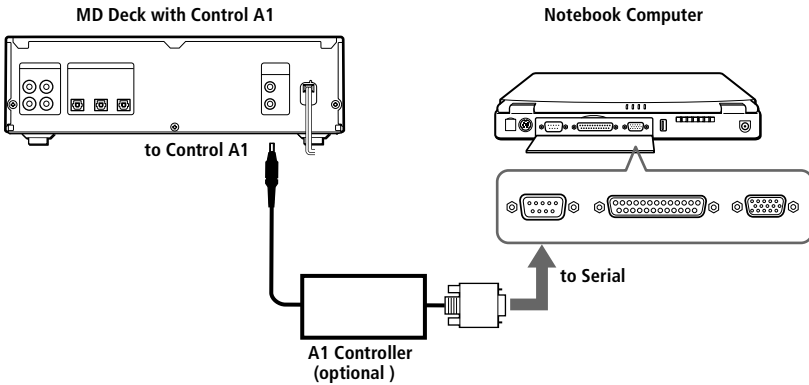 MD Deck with Control A1
Notebook Computer
to Control A1
to Serial
A1 Controller
(optional )